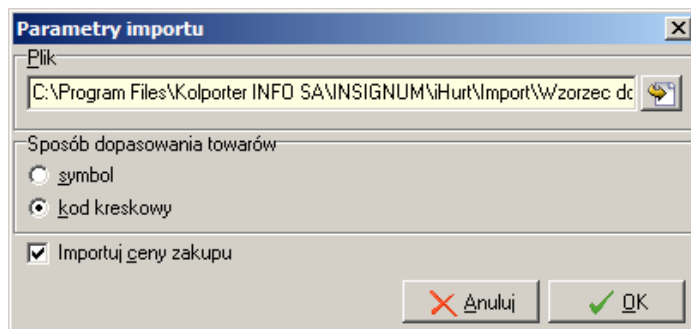 Parametry importu
Plik
C:\Program Files\Kolporter INFO SA\INSIGNUM\iHurt\Import\Wzorzec dc
Sposób dopasowania towarów
symbol
kod kreskowy
Importuj ceny zakupu
Anuluj
OK